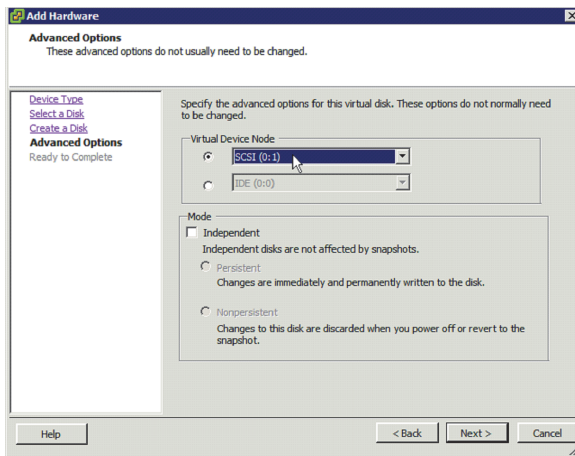 Add Hardware
Advanced Options
These advanced options do not usually need to be changed.
Device Type
Select a Disk
Create a Disk
Advanced Options
Ready to Complete
Specify the advanced options for this virtual disk. These options do not normally need
to be changed.
Virtual Device Node
SCSI (0:1)
IDE (0:0)
Mode
Independent
Independent disks are not affected by snapshots.
Persistent
Changes are immediately and permanently written to the disk.
Nonpersistent
Changes to this disk are discarded when you power off or revert to the
snapshot.
Help
< Back
Next >
Cancel